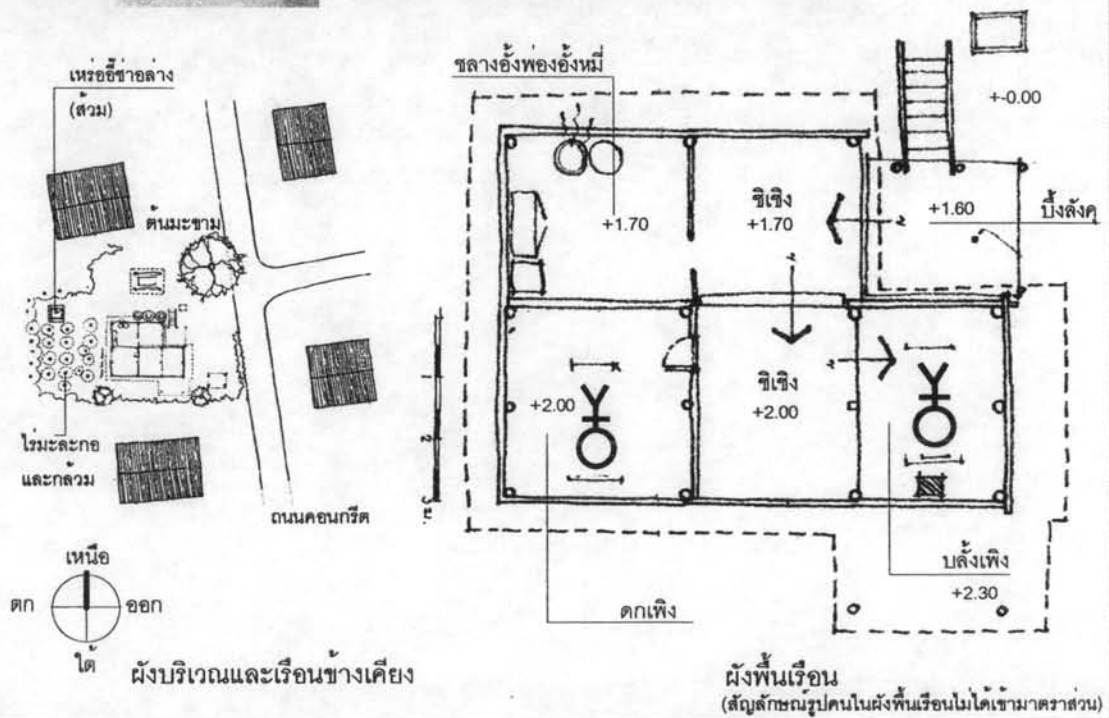 เหร่ออี๊ช่าอล่าง
(ส้วม)
ต้นมะขาม
ไร่มะละกอ
และกล้วม
ถนนคอนกรีต
เหนือ
ตก
ออก
ใต้
ผังบริเวณและเรือนข้างเคียง
ซลางอั้งพ่องอั้งหมี่
+-0.00
ซิเชิง
+1.70
+1.70
+1.60
บึ้งลังคุ
+2.00
ซิเชิง
+2.00
1
2
3 ม.
ดกเพิง
บลั้งเพิง
+2.30
ผังพื้นเรือน
(สัญลักษณ์รูปคนในผังพื้นเรือนไม่ได้เข้ามาตราส่วน)